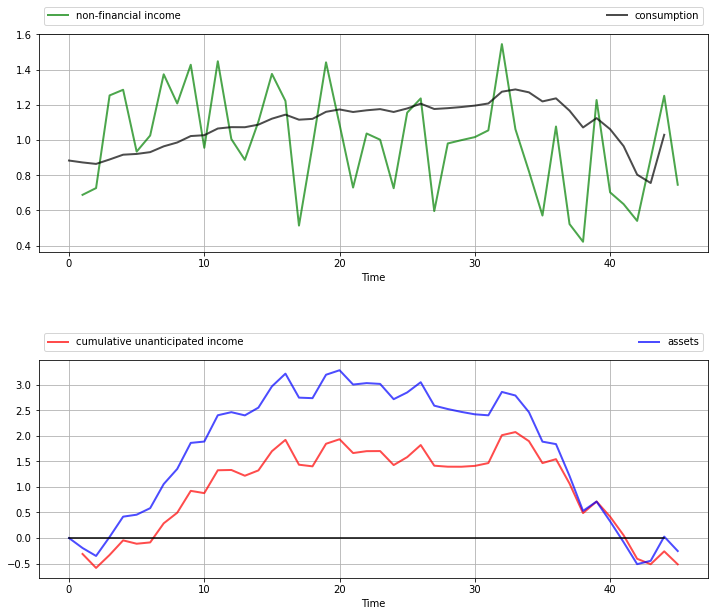 non-financial income consumption
1.6
1.4
1.2
1.0
0.8
0.6
0.4
0 10 20 30 40
Time
cumulative unanticipated income assets
3.0
2.5
2.0
1.5
1.0
0.5
0.0
−0.5
0 10 20 30 40
Time